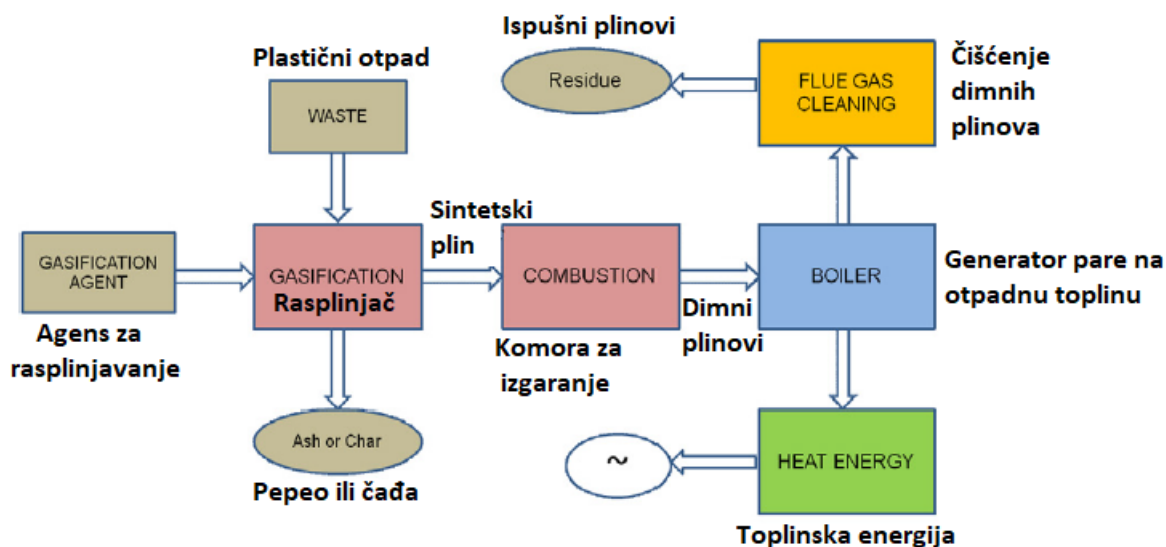 Ispušni plinovi
Plastični otpad
Residue
FLUE GAS
CLEANING
Čišćenje
dimnih
plinova
WASTE
Sintetski
plin
GASIFICATION
AGENT
GASIFICATION
Rasplinjač
COMBUSTION
BOILER
Generator pare na
otpadnu toplinu
Agens za
rasplinjavanje
Komora za
izgaranje
Dimni
plinovi
Ash or Char
~
HEAT ENERGY
Pepeo ili čađa
Toplinska energija